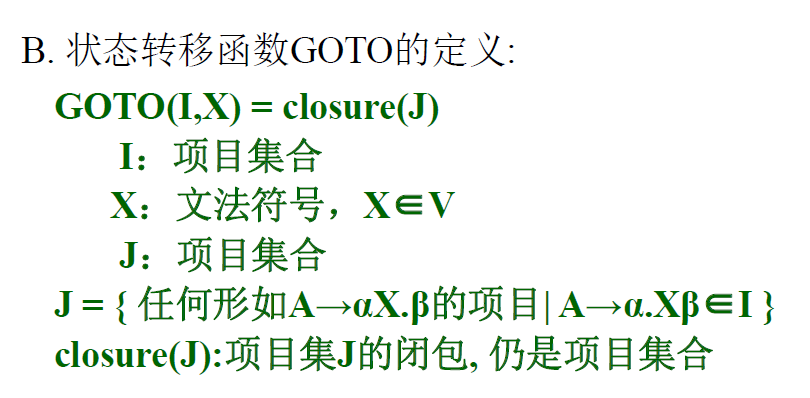 B. 状态转移函数GOTO的定义:
GOTO(I,X) = closure(J)
I：项目集合
X：文法符号，X∈V
J：项目集合
J = { 任何形如A→αX.β的项目| A→α.Xβ∈I }
closure(J):项目集J的闭包, 仍是项目集合